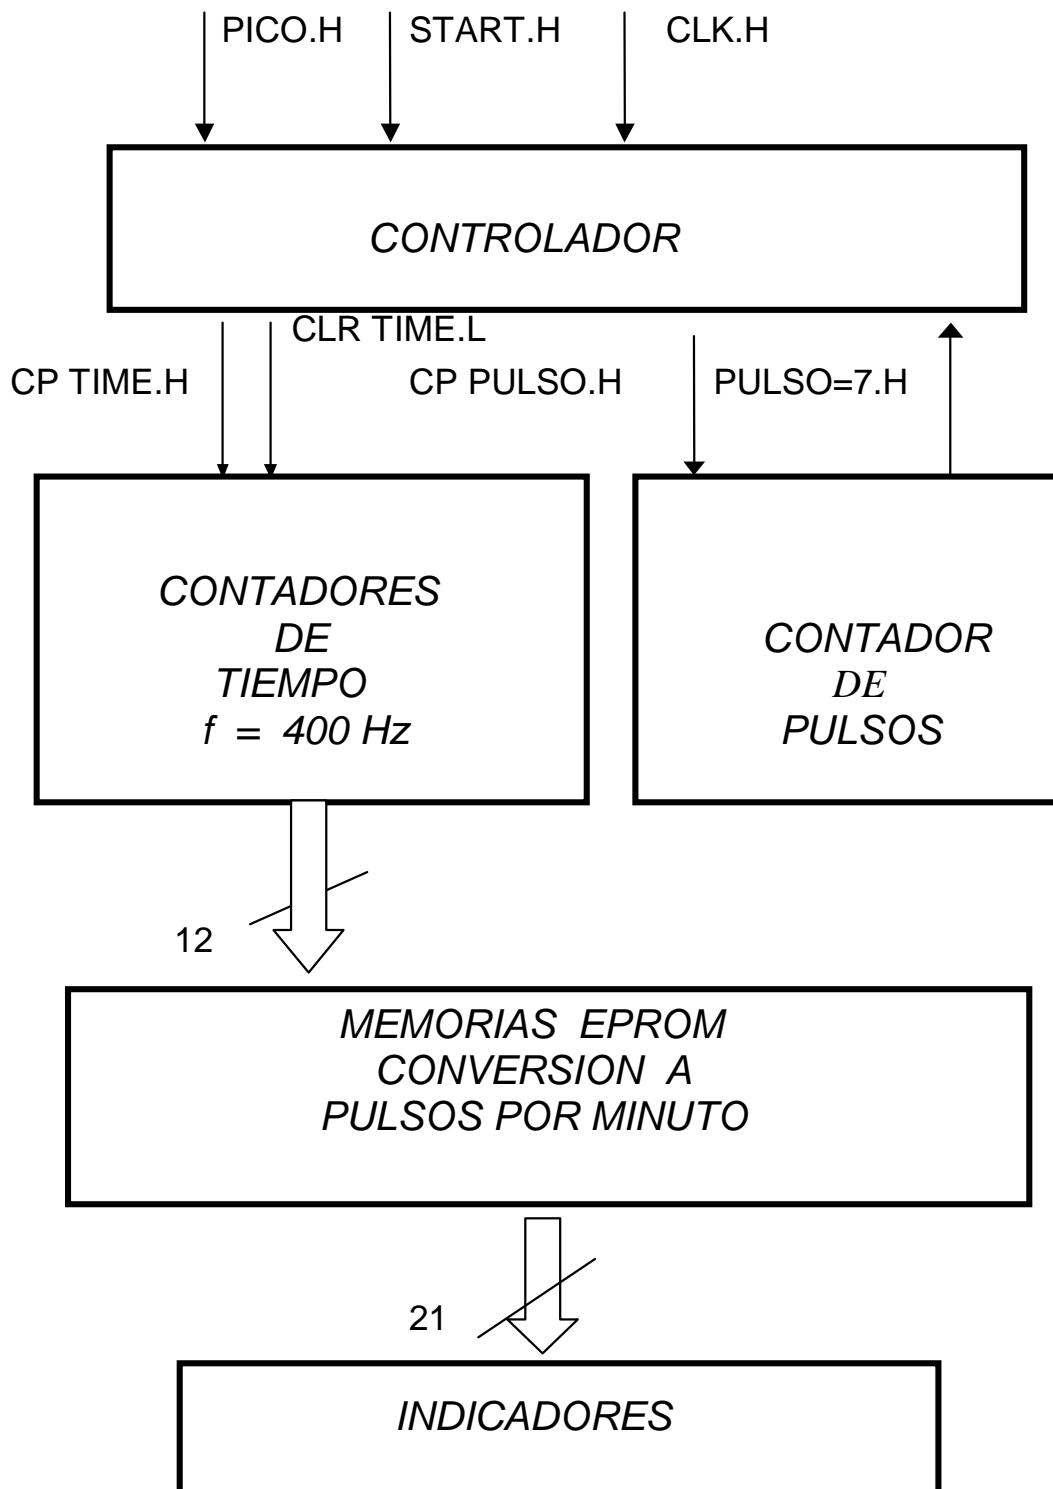 PICO.H START.H CLK.H
CONTROLADOR
CLR TIME.L
CP TIME.H CP PULSO.H PULSO=7.H
CONTADORES
DE
TIEMPO
f = 400 Hz
CONTADOR
DE
PULSOS
12
MEMORIAS EPROM
CONVERSION A
PULSOS POR MINUTO
21
INDICADORES